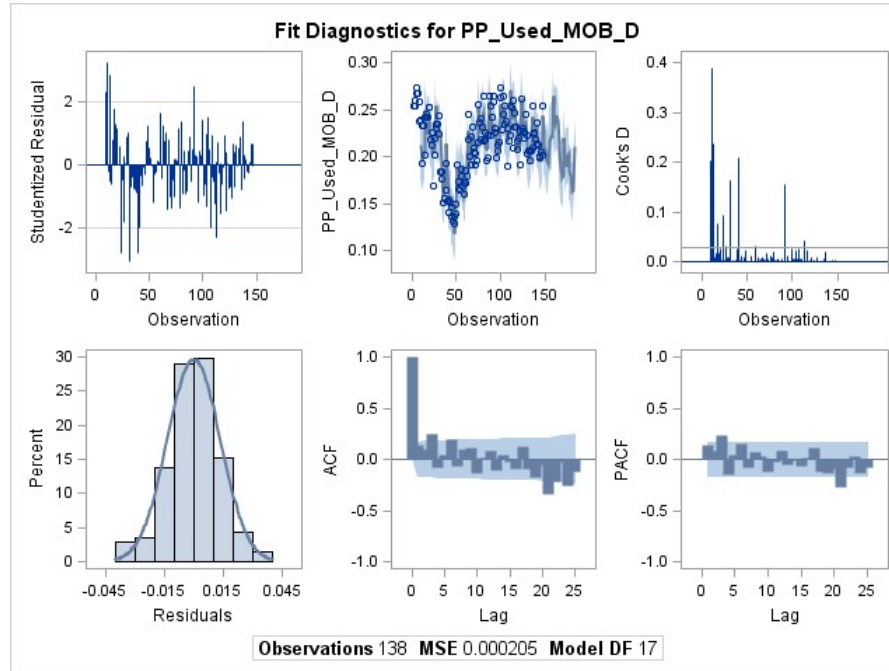 Fit Diagnostics for PP_Used_MOB_D
Studentized Residual
2
0
-2
0 50 100 150
Observation
PP_Used_MOB_D
0.30
0.25
0.20
0.15
0.10
0 50 100 150
Observation
Cook's D
0.4
0.3
0.2
0.1
0.0
0 50 100 150
Observation
Percent
30
25
20
15
10
5
0
-0.045 -0.015 0.015 0.045
Residuals
ACF
1.0
0.5
0.0
-0.5
-1.0
0 5 10 15 20 25
Lag
PACF
1.0
0.5
0.0
-0.5
-1.0
0 5 10 15 20 25
Lag
Observations 138 MSE 0.000205 Model DF 17